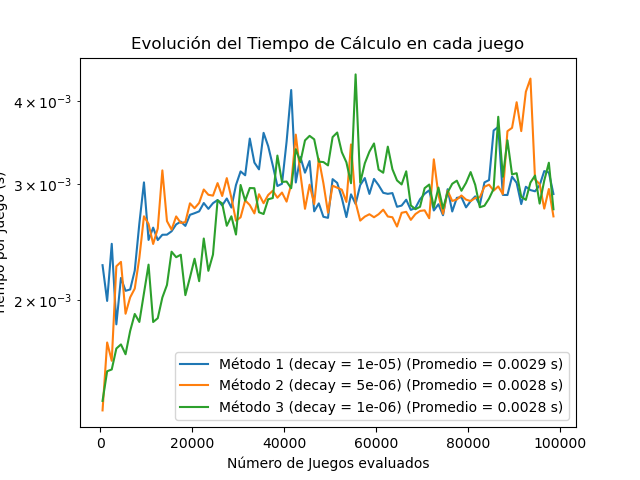 Evolución del Tiempo de Cálculo en cada juego
4 × 10⁻³
3 × 10⁻³
2 × 10⁻³
por juego (s)
Método 1 (decay = 1e-05) (Promedio = 0.0029 s)
Método 2 (decay = 5e-06) (Promedio = 0.0028 s)
Método 3 (decay = 1e-06) (Promedio = 0.0028 s)
0 20000 40000 60000 80000 100000
Número de Juegos evaluados